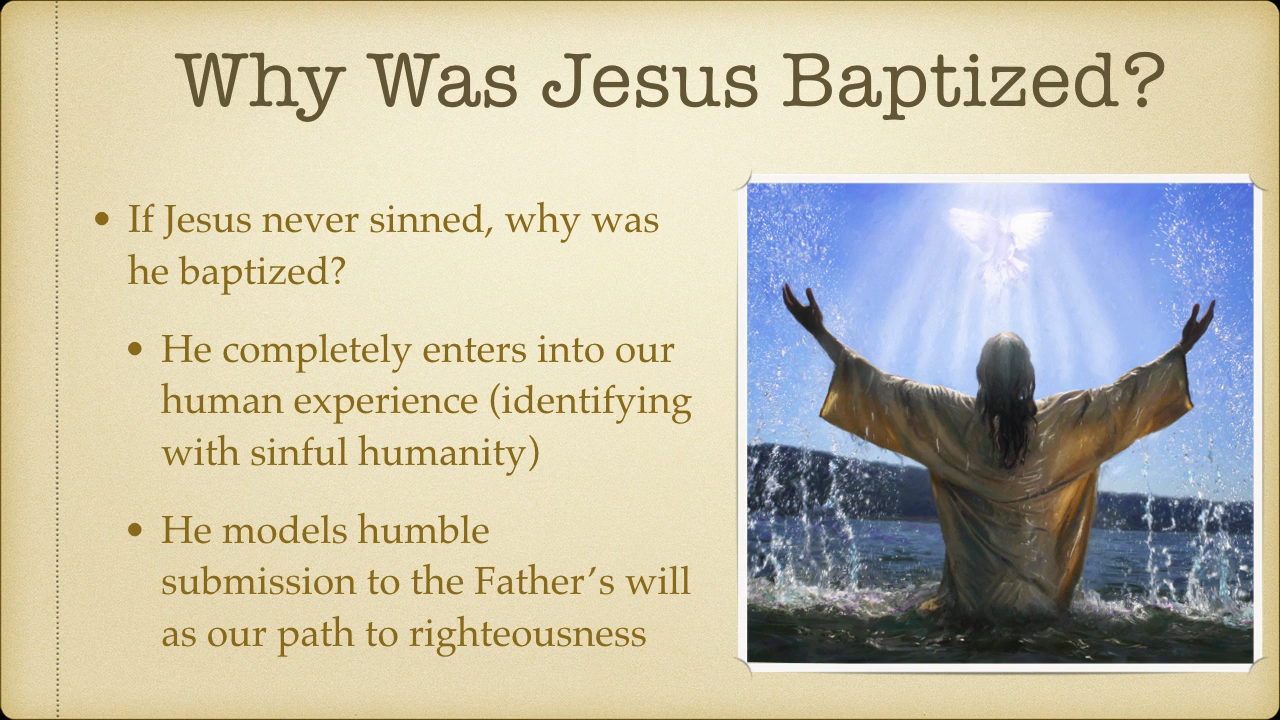 Why Was Jesus Baptized?
• If Jesus never sinned, why was
he baptized?
• He completely enters into our
human experience (identifying
with sinful humanity)
• He models humble
submission to the Father’s will
as our path to righteousness